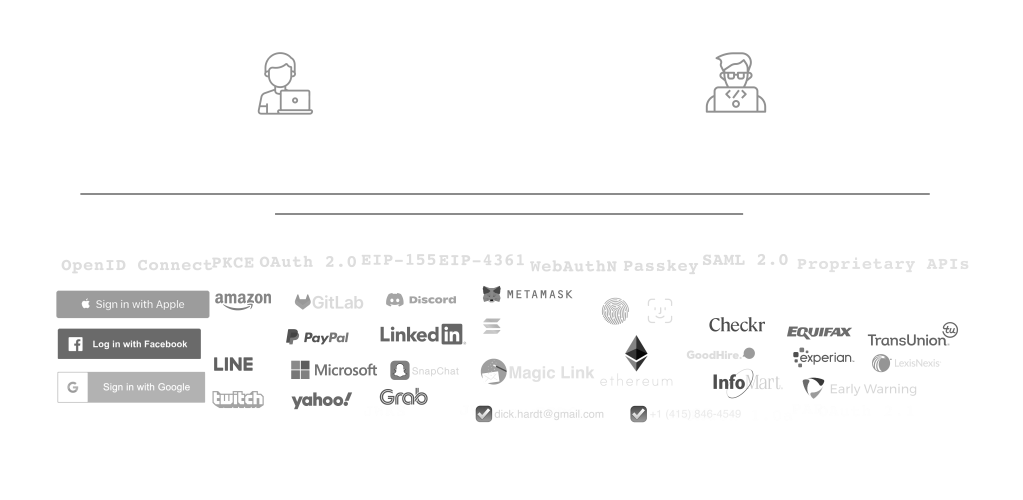 OpenID Connect PKCE OAuth 2.0 EIP-155 EIP-4361 WebAuthN Passkey SAML 2.0 Proprietary APIs
Sign in with Apple
Log in with Facebook
G Sign in with Google
amazon
LINE
twitch
GitLab
PayPal
Microsoft
yahoo!
Discord
Linked in
SnapChat
Grab
METAMASK
Magic Link
ethereum
dick.hardt@gmail.com
+1 (415) 846-4549
Checkr
GoodHire.
InfoMart.
EQUIFAX
experian.
TransUnion. tu
LexisNexis
Early Warning